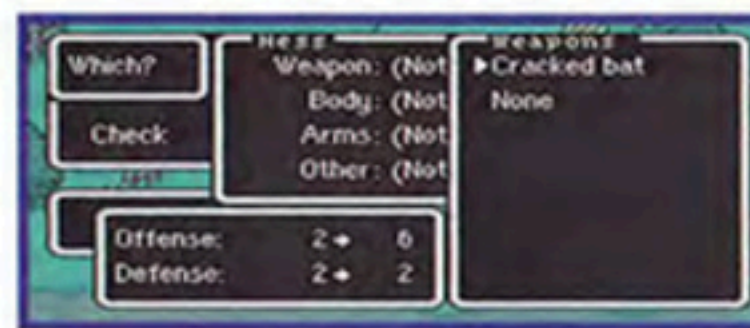 Which?
Check
Ness
Weapon: (Not
Body: (Not
Arms: (Not
Other: (Not
Weapons
▶Cracked bat
None
Offense: 2→ 6
Defense: 2→ 2